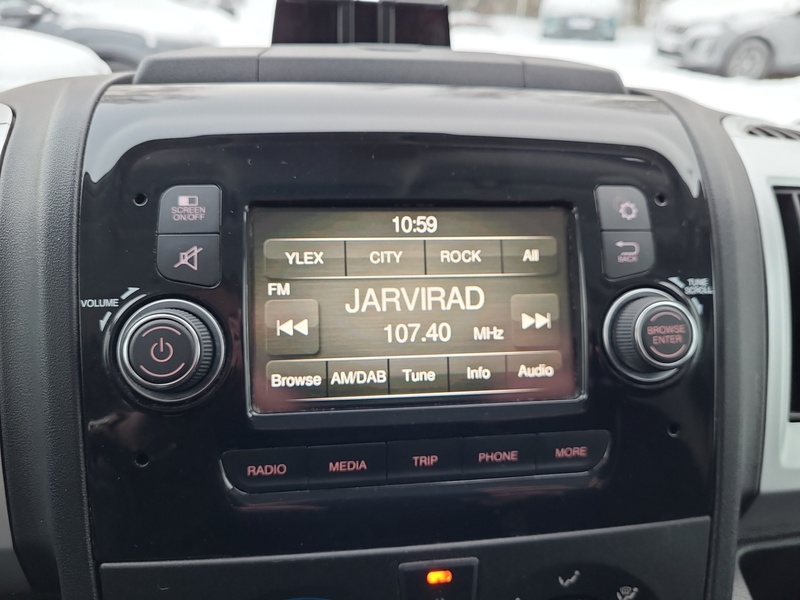 SCREEN
ON/OFF
10:59
YLEX CITY ROCK All
FM
JARVIRAD
107.40 MHz
Browse AM/DAB Tune Info Audio
BACK
VOLUME
TUNE
SCROLL
BROWSE
ENTER
RADIO MEDIA TRIP PHONE MORE